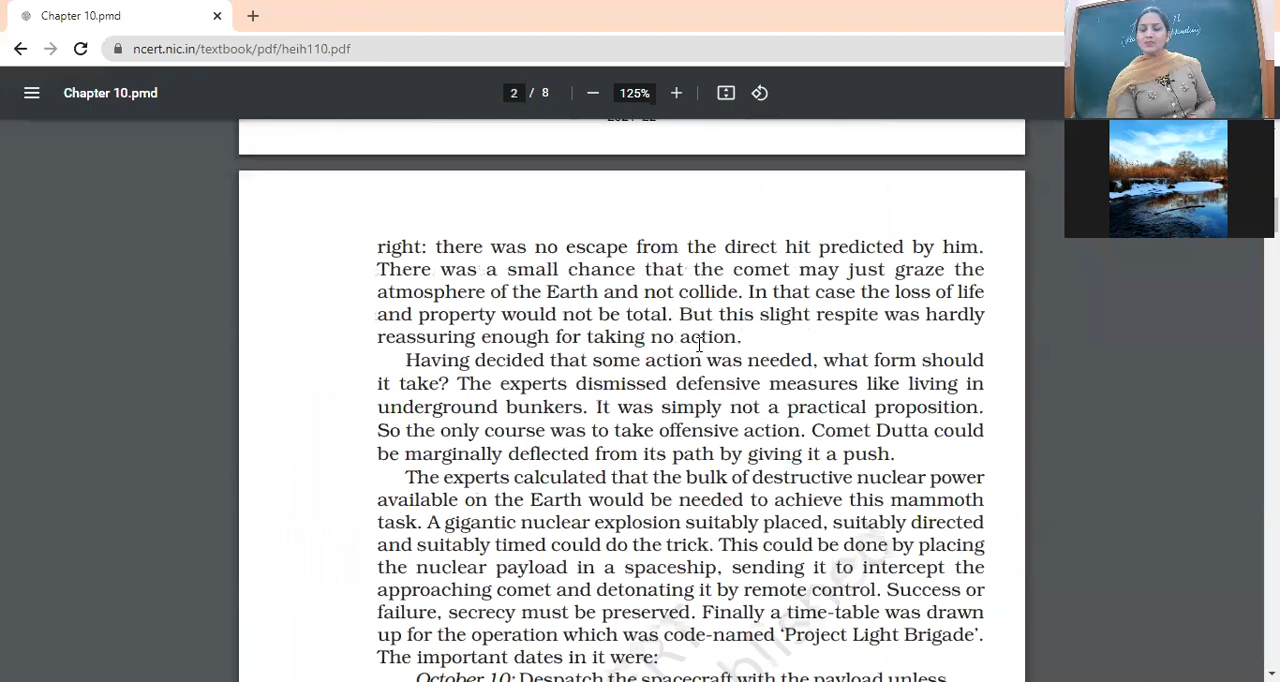 Chapter 10.pmd
ncert.nic.in/textbook/pdf/heih110.pdf
Chapter 10.pmd
2 / 8
125%
right: there was no escape from the direct hit predicted by him.
There was a small chance that the comet may just graze the
atmosphere of the Earth and not collide. In that case the loss of life
and property would not be total. But this slight respite was hardly
reassuring enough for taking no action.
Having decided that some action was needed, what form should
it take? The experts dismissed defensive measures like living in
underground bunkers. It was simply not a practical proposition.
So the only course was to take offensive action. Comet Dutta could
be marginally deflected from its path by giving it a push.
The experts calculated that the bulk of destructive nuclear power
available on the Earth would be needed to achieve this mammoth
task. A gigantic nuclear explosion suitably placed, suitably directed
and suitably timed could do the trick. This could be done by placing
the nuclear payload in a spaceship, sending it to intercept the
approaching comet and detonating it by remote control. Success or
failure, secrecy must be preserved. Finally a time-table was drawn
up for the operation which was code-named ‘Project Light Brigade’.
The important dates in it were:
October 10: Despatch the spacecraft with the payload unless